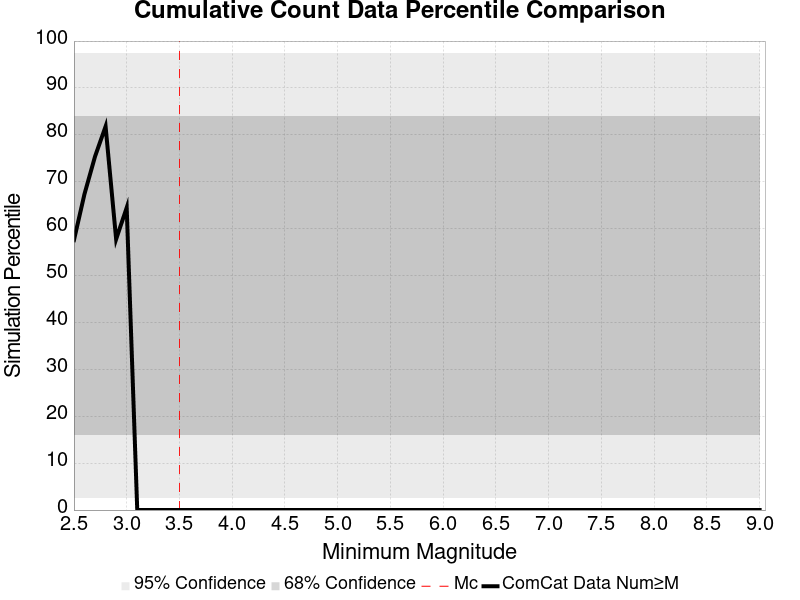 Cumulative Count Data Percentile Comparison
100
90
80
70
60
50
40
30
20
10
0
Simulation Percentile
2.5 3.0 3.5 4.0 4.5 5.0 5.5 6.0 6.5 7.0 7.5 8.0 8.5 9.0
Minimum Magnitude
95% Confidence 68% Confidence Mc ComCat Data Num≥M